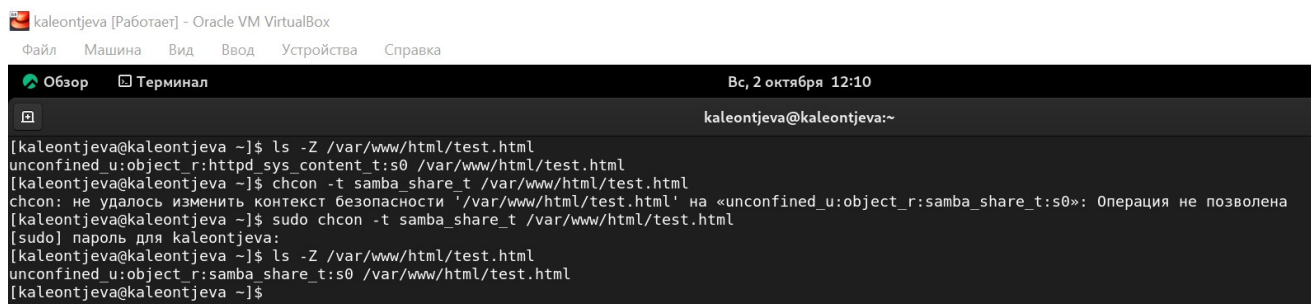 kaleontjeva [Работает] - Oracle VM VirtualBox
Файл Машина Вид Ввод Устройства Справка
Обзор Терминал Вс, 2 октября 12:10
kaleontjeva@kaleontjeva:~
[kaleontjeva@kaleontjeva ~]$ ls -Z /var/www/html/test.html
unconfined_u:object_r:httpd_sys_content_t:s0 /var/www/html/test.html
[kaleontjeva@kaleontjeva ~]$ chcon -t samba_share_t /var/www/html/test.html
chcon: не удалось изменить контекст безопасности '/var/www/html/test.html' на «unconfined_u:object_r:samba_share_t:s0»: Операция не позволена
[kaleontjeva@kaleontjeva ~]$ sudo chcon -t samba_share_t /var/www/html/test.html
[sudo] пароль для kaleontjeva:
[kaleontjeva@kaleontjeva ~]$ ls -Z /var/www/html/test.html
unconfined_u:object_r:samba_share_t:s0 /var/www/html/test.html
[kaleontjeva@kaleontjeva ~]$